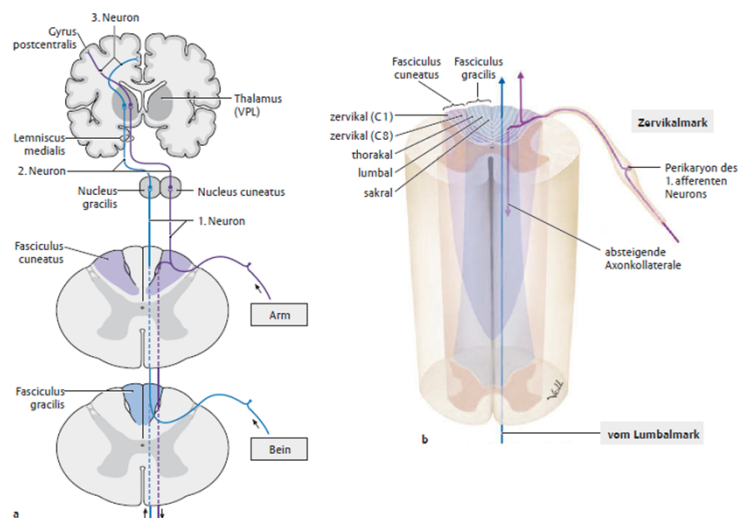 3. Neuron
Gyrus
postcentralis
Thalamus
(VPL)
Lemniscus
medialis
2. Neuron
Nucleus
gracilis
Nucleus cuneatus
1. Neuron
Fasciculus
cuneatus
Arm
Fasciculus
gracilis
Bein
a
Fasciculus
cuneatus
Fasciculus
gracilis
zervikal (C1)
zervikal (C8)
thorakal
lumbal
sakral
Zervikalmark
Perikaryon des
1. afferenten
Neurons
absteigende
Axonkollaterale
Voll
b
vom Lumbalmark